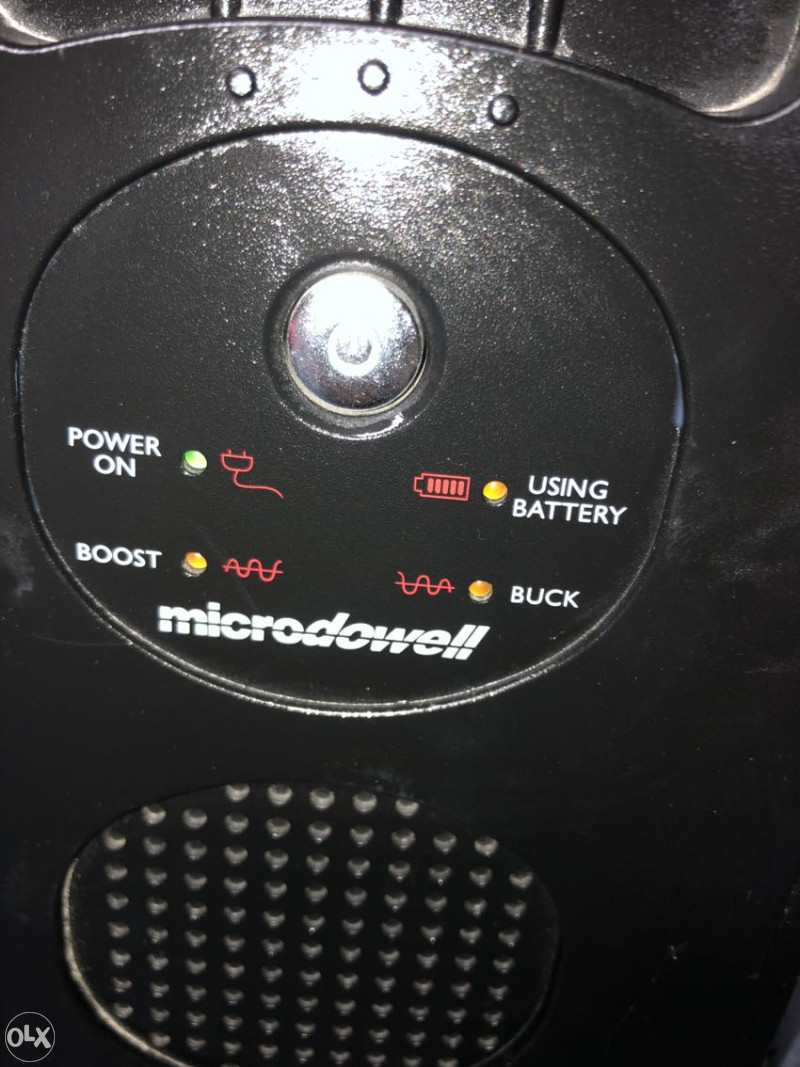 POWER
ON
USING
BATTERY
BOOST
BUCK
microdowell
OLX